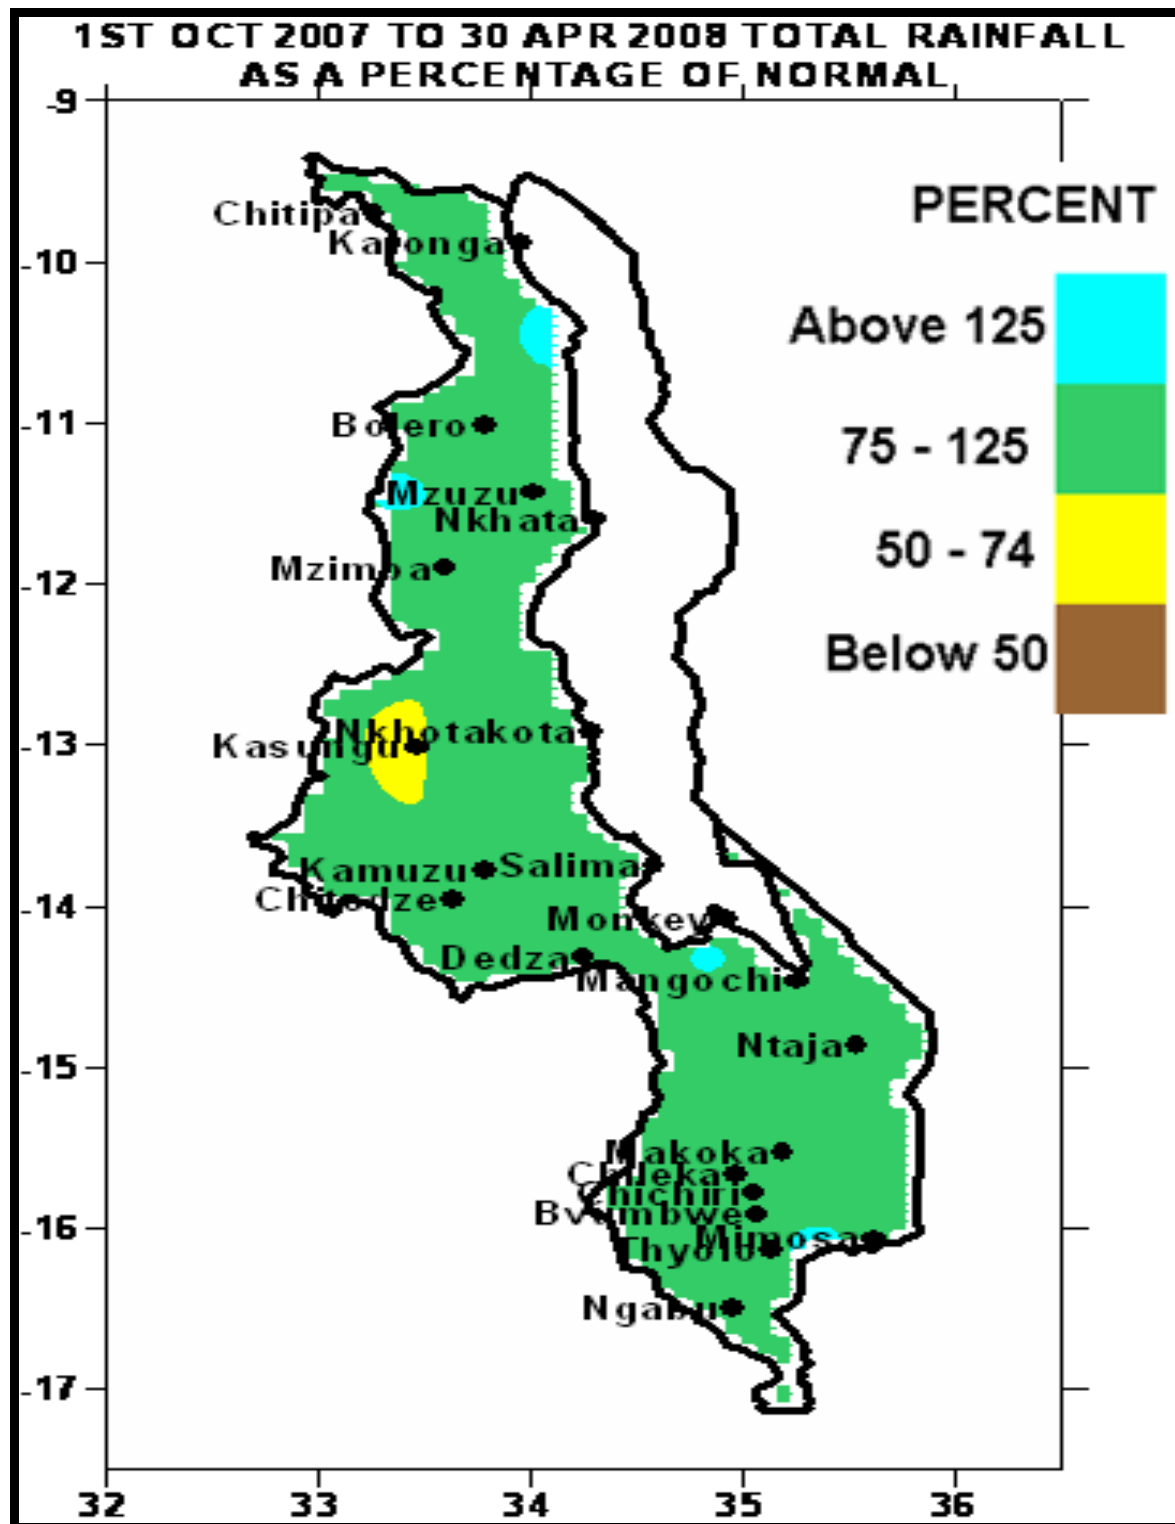 1ST OCT 2007 TO 30 APR 2008 TOTAL RAINFALL
AS A PERCENTAGE OF NORMAL
-9
-10
-11
-12
-13
-14
-15
-16
-17
32
33
34
35
36
PERCENT
Above 125
75 - 125
50 - 74
Below 50
Chitipa
Karonga
Bolero
Mzuzu
Nkhata
Mzimba
Nkhotakota
Kasungu
Kamuzu
Salima
Chitedze
Monkey
Dedza
Mangochi
Ntaja
Makoka
Chileka
Chichiri
Bvumbwe
Mimosa
Thyolo
Ngabu